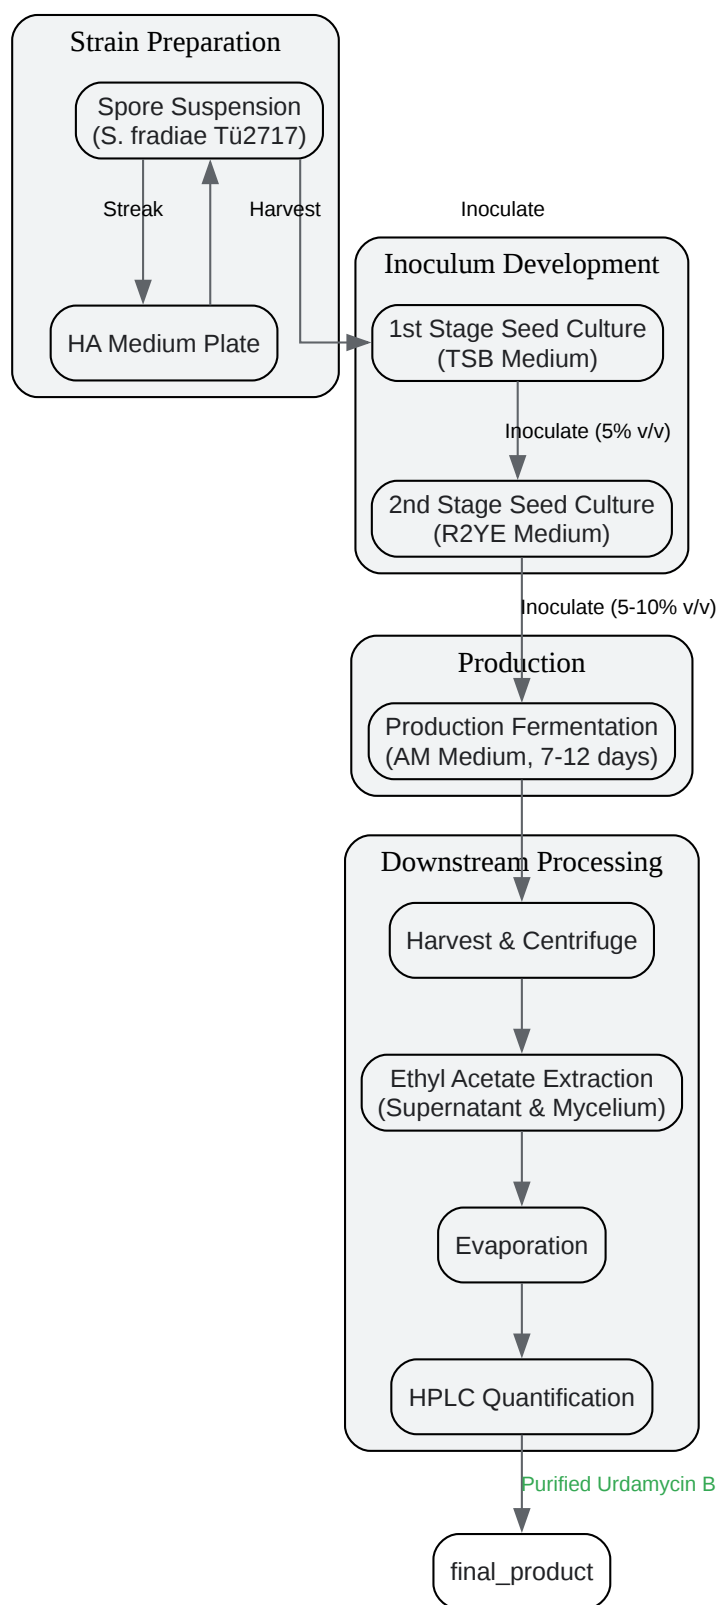 Strain Preparation
Spore Suspension
(S. fradiae Tü2717)
Streak
Harvest
Inoculate
HA Medium Plate
Inoculum Development
1st Stage Seed Culture
(TSB Medium)
Inoculate (5% v/v)
2nd Stage Seed Culture
(R2YE Medium)
Inoculate (5-10% v/v)
Production
Production Fermentation
(AM Medium, 7-12 days)
Downstream Processing
Harvest & Centrifuge
Ethyl Acetate Extraction
(Supernatant & Mycelium)
Evaporation
HPLC Quantification
Purified Urdamycin B
final_product